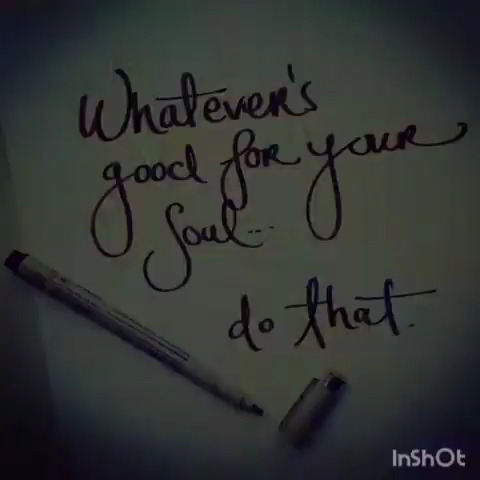 Whatever's
good for your
soul...
do that.
InShOt